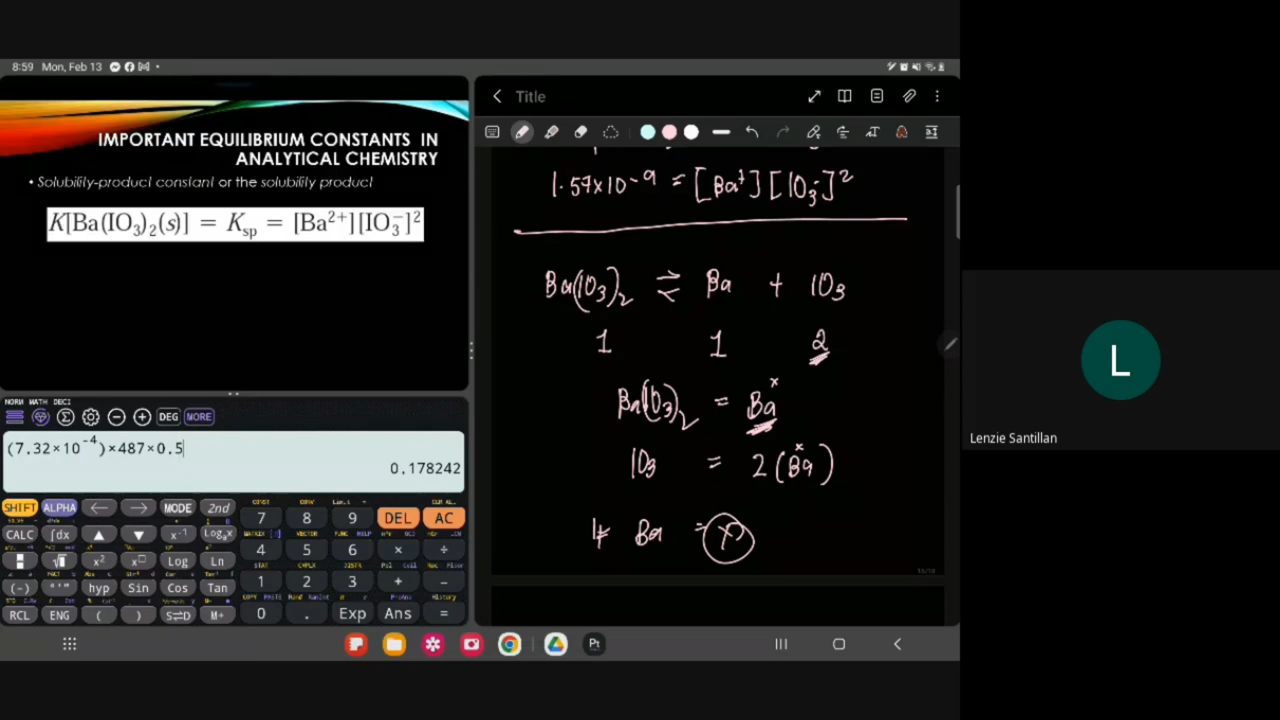 8:59 Mon, Feb 13
IMPORTANT EQUILIBRIUM CONSTANTS IN
ANALYTICAL CHEMISTRY
• Solubility-product constant or the solubility product
K[Ba(IO₃)₂(s)] = Kₛₚ = [Ba²⁺][IO₃⁻]²
NORM MATH DECI
DEG MORE
(7.32×10⁻⁴)×487×0.5
0.178242
SHIFT ALPHA ← → MODE 2nd
7 8 9 DEL AC
CALC ∫dx ▲ ▼ x⁻¹ Logₐx
4 5 6 × ÷
√ x² Log Ln
1 2 3 + −
(−) hyp Sin Cos Tan
0 . Exp Ans =
RCL ENG ( ) S⇌D M+
Title
1.57x10-9 = [Ba⁺][IO₃⁻]²
Ba(IO₃)₂ ⇌ Ba + IO₃
1 1 2
Ba(IO₃)₂ = Ba ˣ
IO₃ = 2(Ba ˣ)
Ba = x
Pt
L
Lenzie Santillan